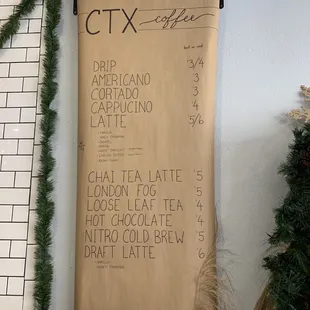 CTX coffee
DRIP 3/4
AMERICANO 3
CORTADO 3
CAPPUCINO 4
LATTE 5/6
CHAI TEA LATTE 5
LONDON FOG 5
LOOSE LEAF TEA 4
HOT CHOCOLATE 4
NITRO COLD BREW 5
DRAFT LATTE 6